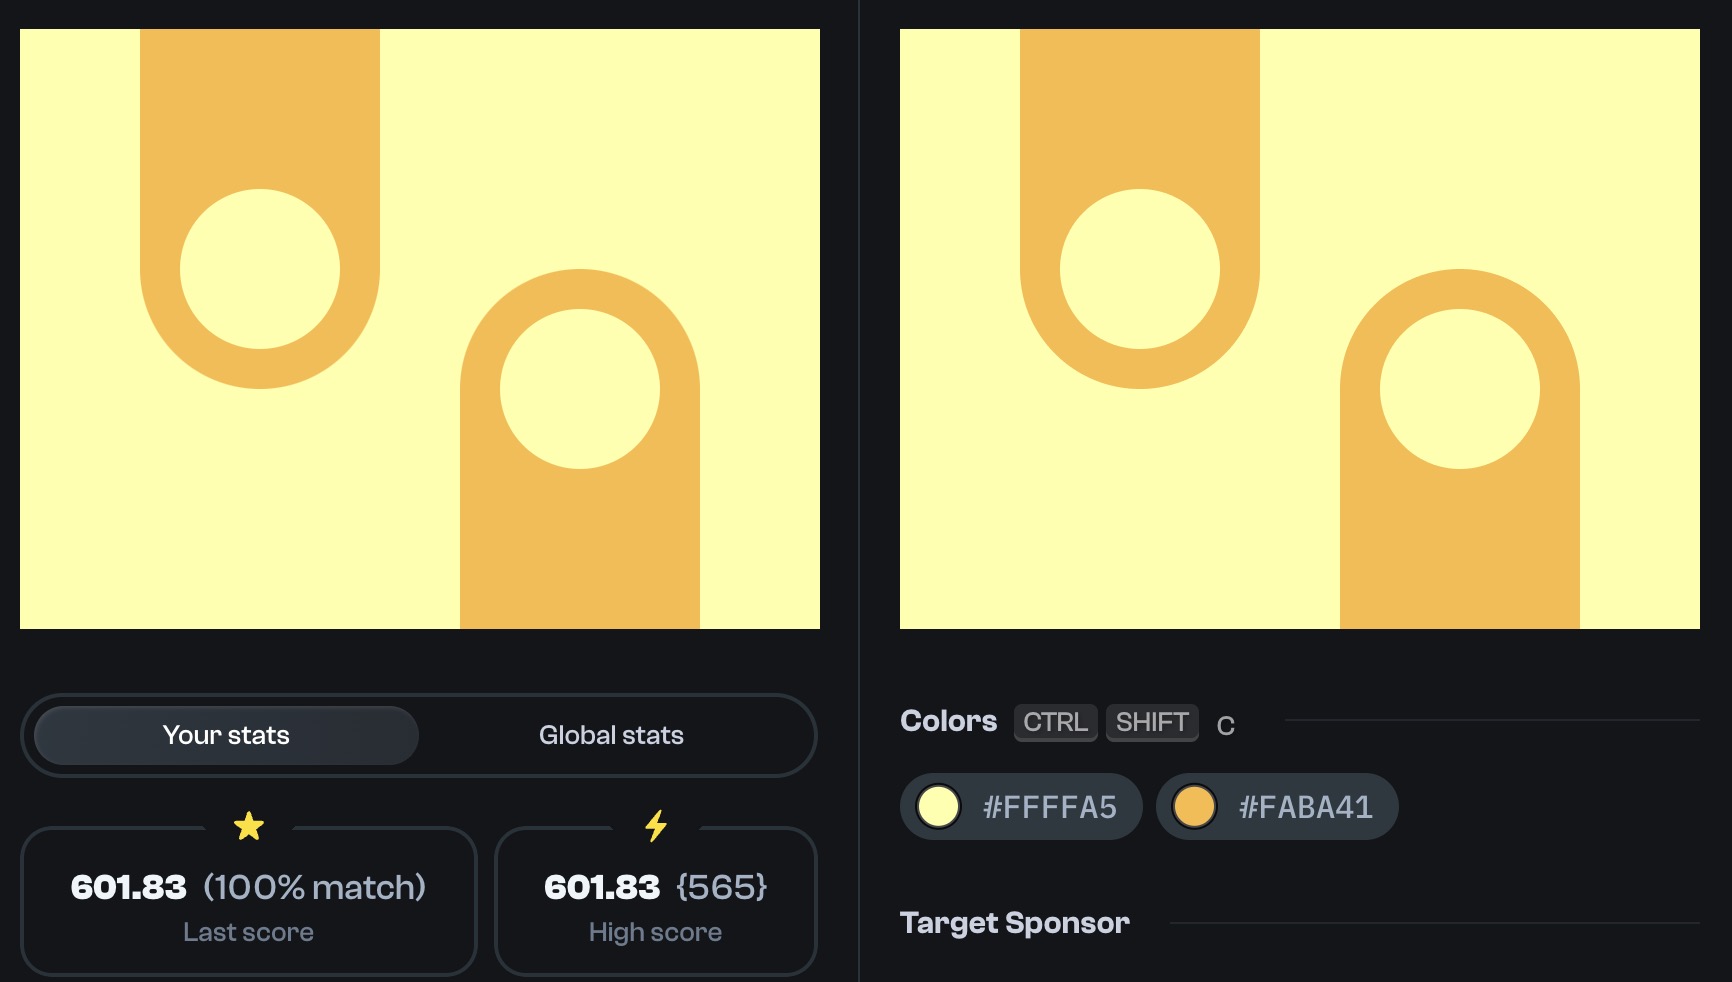 Your stats
Global stats
601.83 (100% match)
Last score
601.83 {565}
High score
Colors CTRL SHIFT C
#FFFFA5
#FABA41
Target Sponsor